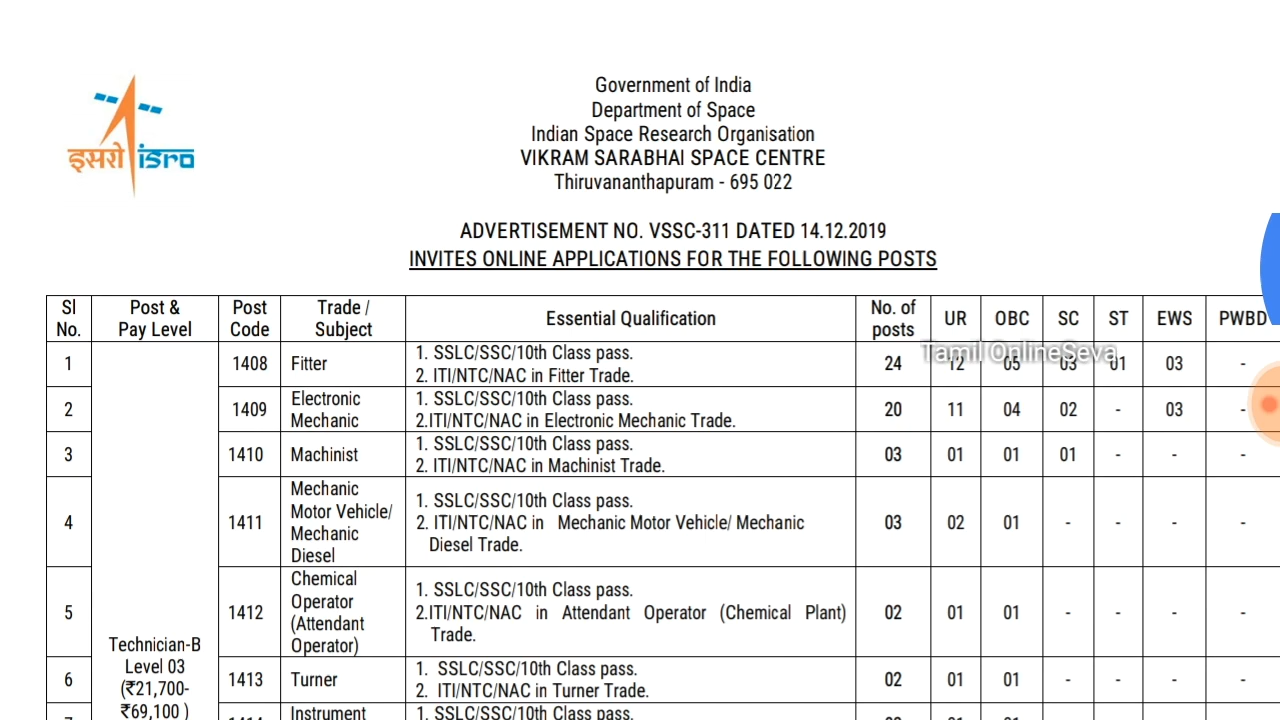 इसरो isro
Government of India
Department of Space
Indian Space Research Organisation
VIKRAM SARABHAI SPACE CENTRE
Thiruvananthapuram - 695 022
ADVERTISEMENT NO. VSSC-311 DATED 14.12.2019
INVITES ONLINE APPLICATIONS FOR THE FOLLOWING POSTS
Sl No. Post & Pay Level Post Code Trade / Subject Essential Qualification No. of posts UR OBC SC ST EWS PWBD
Tamil OnlineSeva
1 1408 Fitter 1. SSLC/SSC/10th Class pass. 24 12 05 03 01 03 -
2. ITI/NTC/NAC in Fitter Trade.
2 1409 Electronic Mechanic 1. SSLC/SSC/10th Class pass. 20 11 04 02 - 03 -
2.ITI/NTC/NAC in Electronic Mechanic Trade.
3 1410 Machinist 1. SSLC/SSC/10th Class pass. 03 01 01 01 - - -
2. ITI/NTC/NAC in Machinist Trade.
4 1411 Mechanic Motor Vehicle/ Mechanic Diesel 1. SSLC/SSC/10th Class pass. 03 02 01 - - - -
2. ITI/NTC/NAC in Mechanic Motor Vehicle/ Mechanic
Diesel Trade.
5 1412 Chemical Operator (Attendant Operator) 1. SSLC/SSC/10th Class pass. 02 01 01 - - - -
2.ITI/NTC/NAC in Attendant Operator (Chemical Plant)
Trade.
Technician-B
Level 03
(₹21,700-
₹69,100 )
6 1413 Turner 1. SSLC/SSC/10th Class pass. 02 01 01 - - - -
2. ITI/NTC/NAC in Turner Trade.
Instrument 1. SSLC/SSC/10th Class pass.